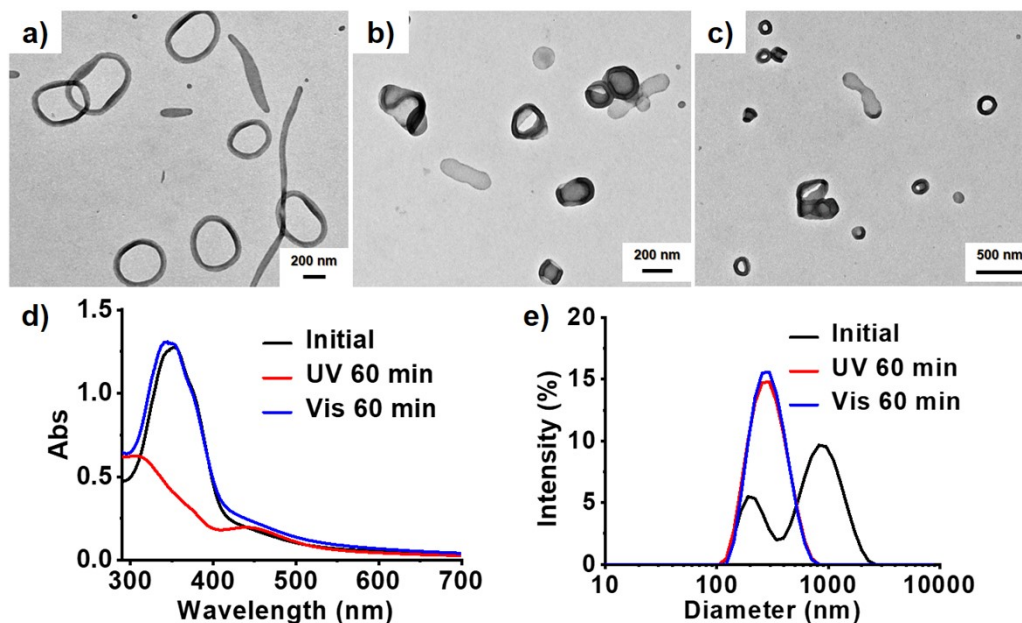 a)
b)
c)
200 nm
200 nm
500 nm
d)
1.5
1.0
0.5
0.0
Abs
Initial
UV 60 min
Vis 60 min
300 400 500 600 700
Wavelength (nm)
e)
20
15
10
5
0
Intensity (%)
Initial
UV 60 min
Vis 60 min
10 100 1000 10000
Diameter (nm)